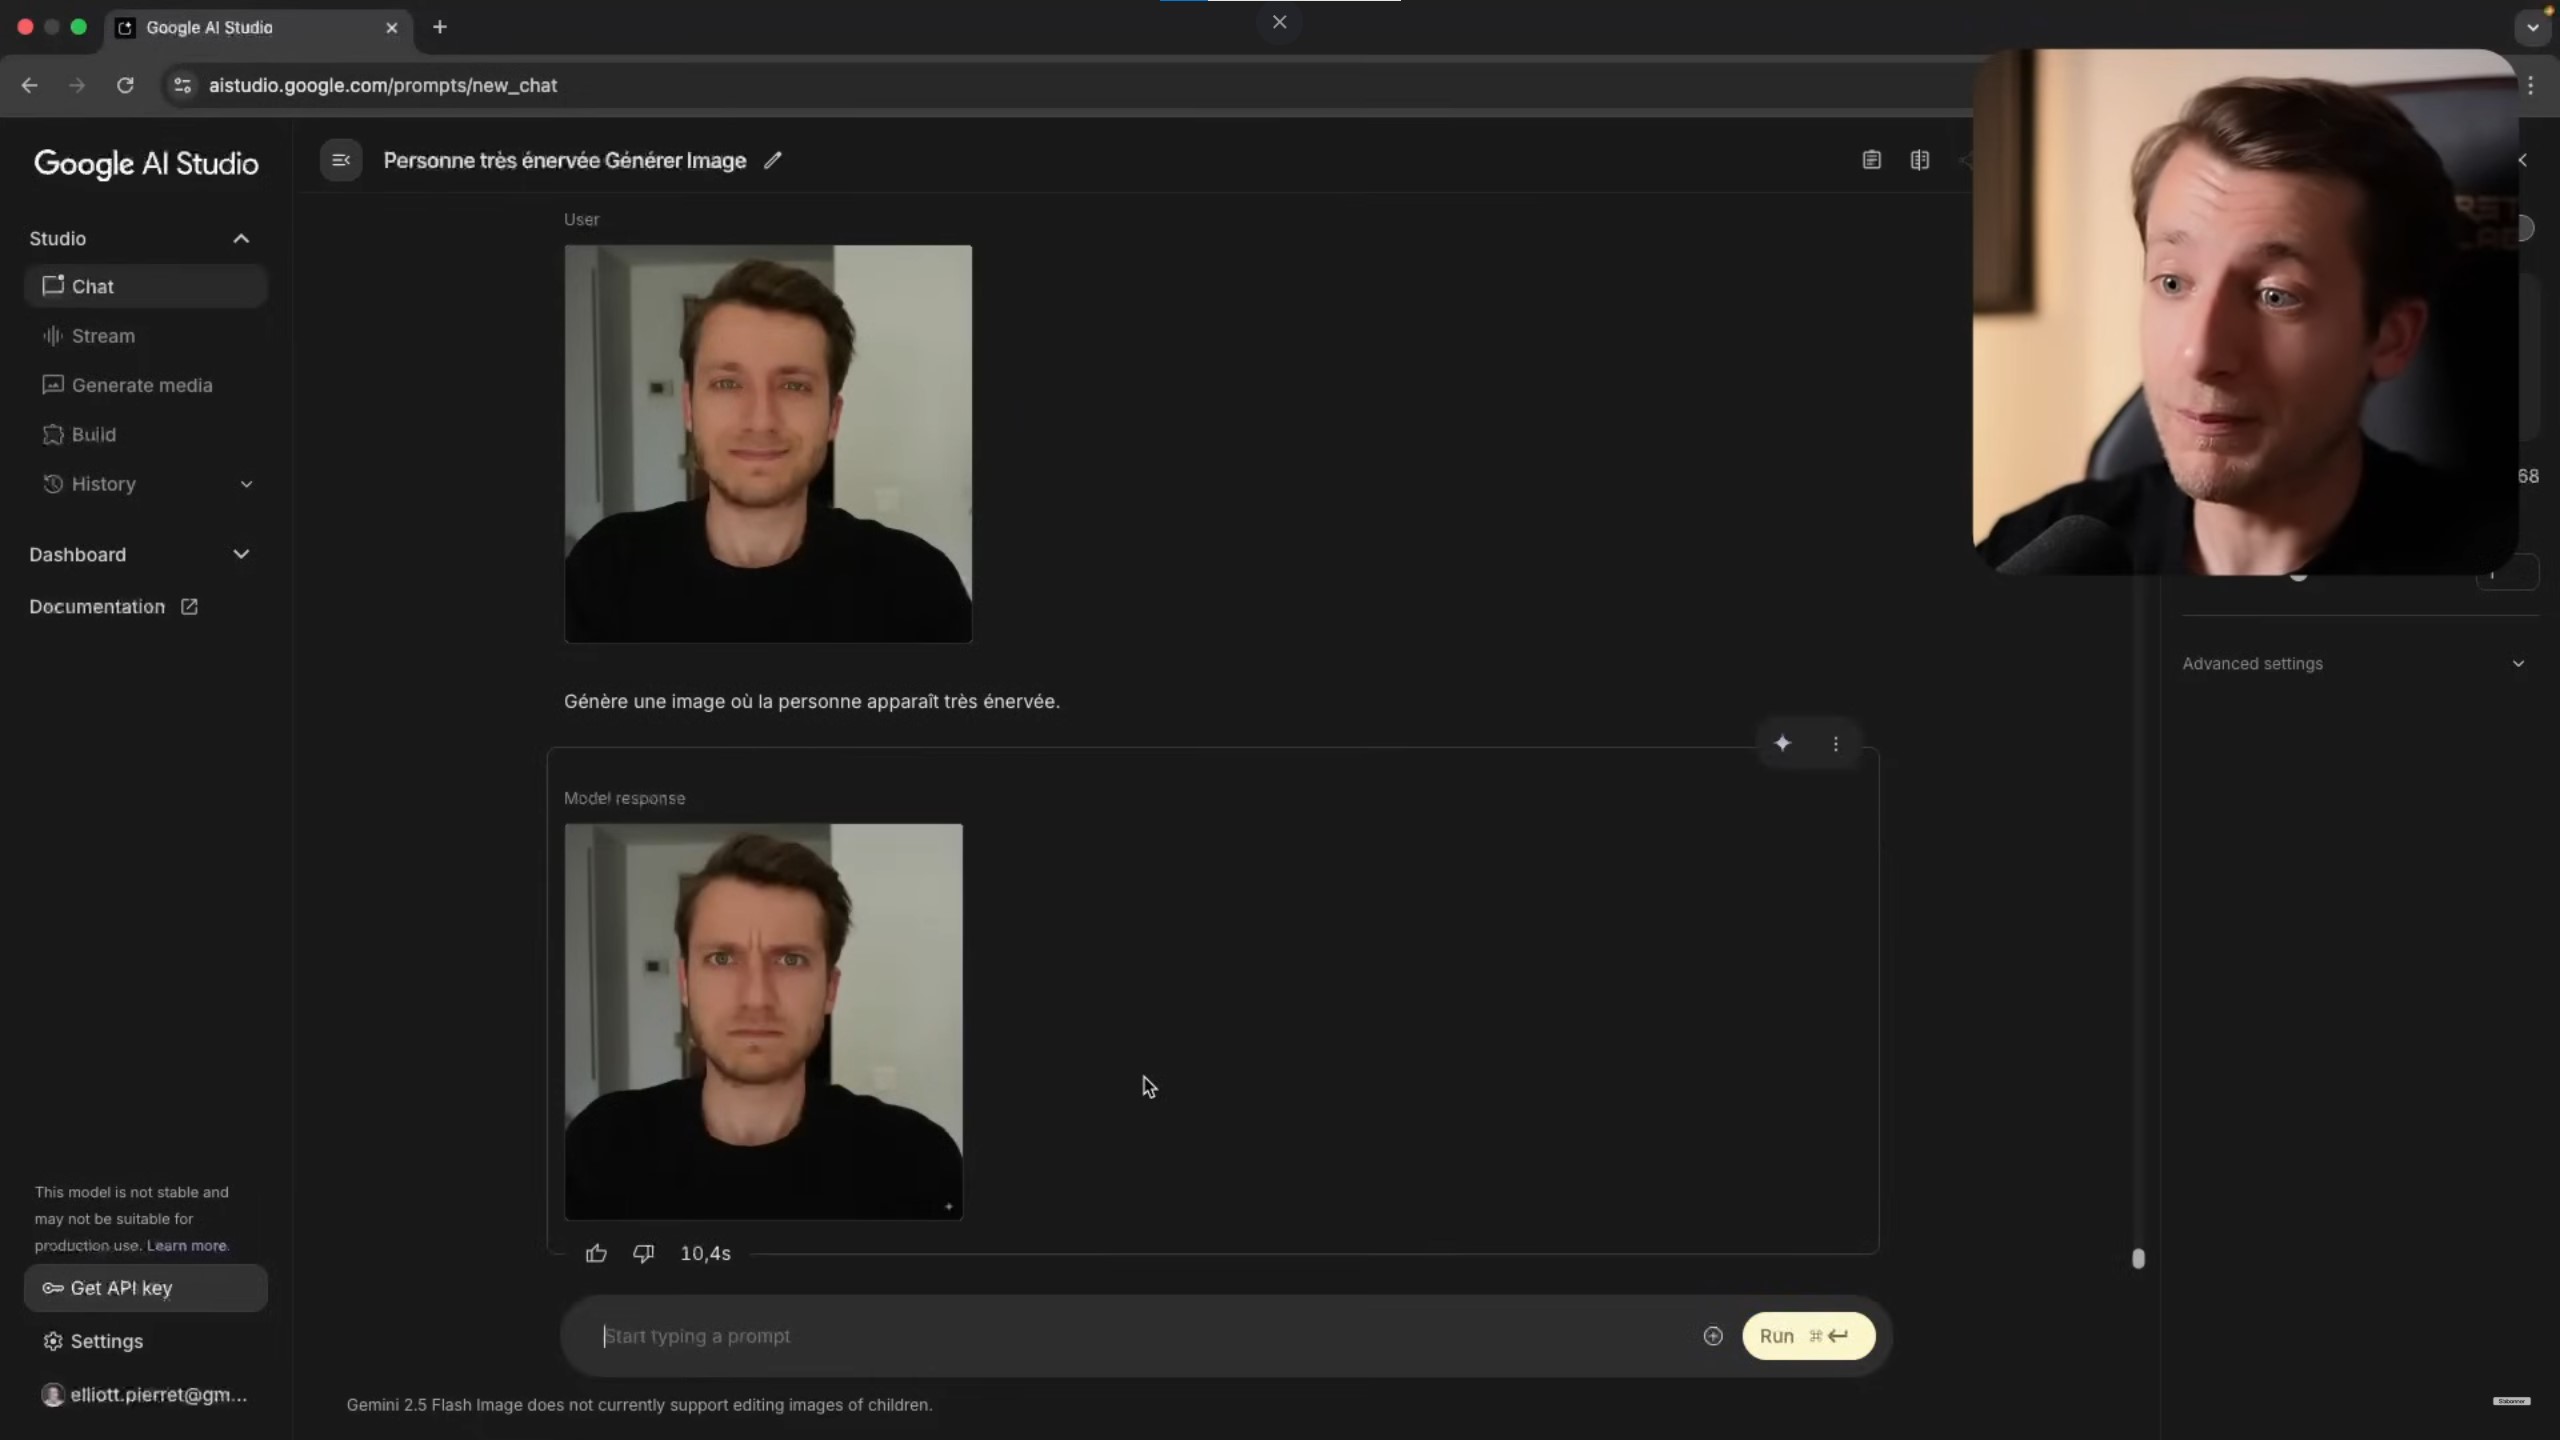 Google AI Studio
aistudio.google.com/prompts/new_chat
Google AI Studio
Personne très énervée Générer Image
Studio
Chat
Stream
Generate media
Build
History
Dashboard
Documentation
User
Génère une image où la personne apparaît très énervée.
Model response
10,4s
68
Advanced settings
This model is not stable and
may not be suitable for
production use. Learn more.
Get API key
Settings
elliott.pierret@gm...
Start typing a prompt
Run ⌘↵
Gemini 2.5 Flash Image does not currently support editing images of children.
S'abonner